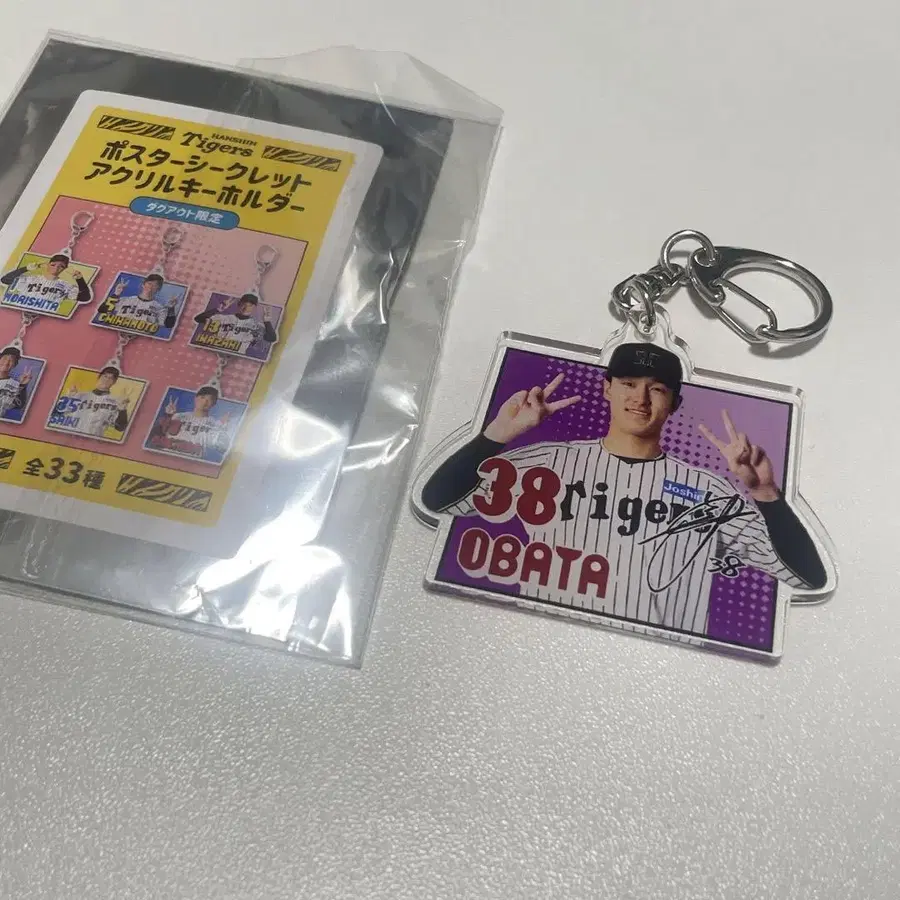 HANSHIN
Tigers
ポスターシークレット
アクリルキーホルダー
ダグアウト限定
Tigers
MORISHITA
5 Tigers
CHIKAMOTO
13 Tigers
IWAZAKI
35 Tigers
SAIKI
全33種
38 Tigers
Joshin
OBATA
38